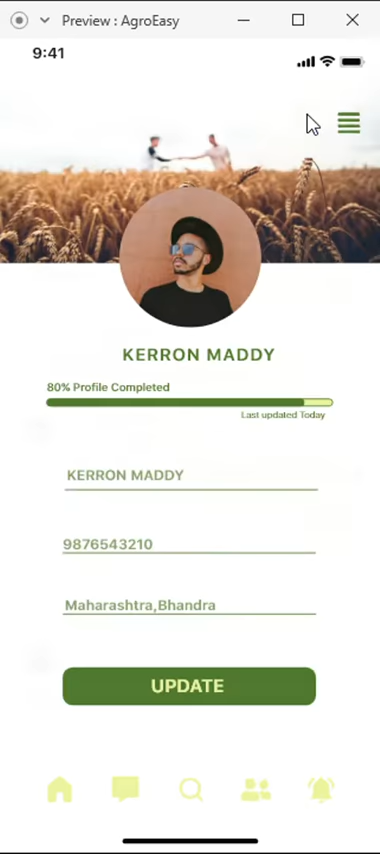 Preview : AgroEasy
9:41
KERRON MADDY
80% Profile Completed
Last updated Today
KERRON MADDY
9876543210
Maharashtra,Bhandra
UPDATE